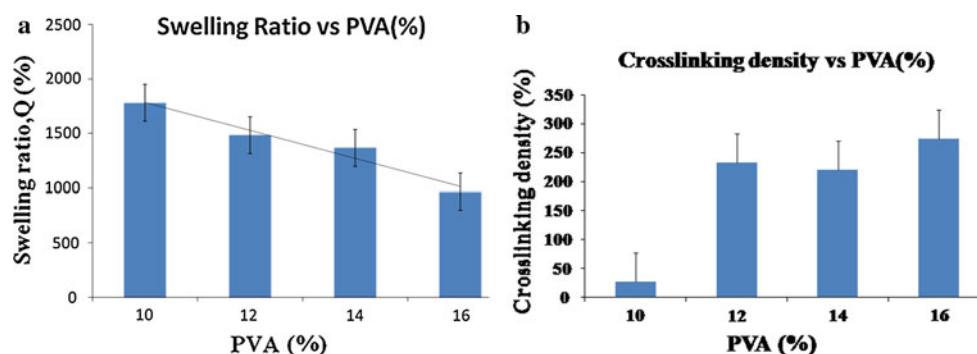 a
Swelling Ratio vs PVA(%)
Swelling ratio,Q (%)
2500
2000
1500
1000
500
0
10 12 14 16
PVA (%)
b
Crosslinking density vs PVA(%)
Crosslinking density (%)
350
300
250
200
150
100
50
0
10 12 14 16
PVA (%)